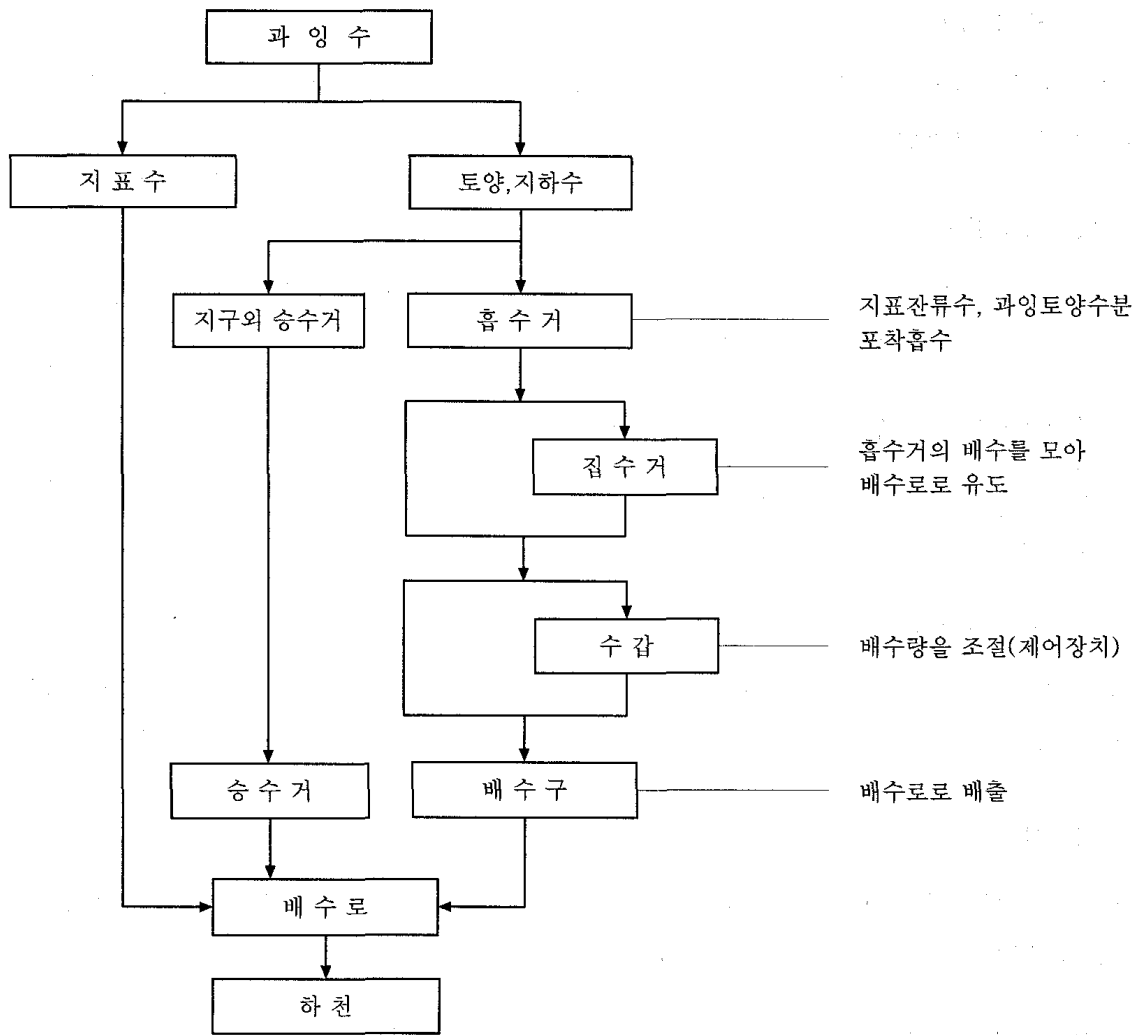 과 잉 수
지 표 수
토양,지하수
지구외 승수거
흡 수 거
지표잔류수, 과잉토양수분
포착흡수
집 수 거
흡수거의 배수를 모아
배수로로 유도
수 갑
배수량을 조절(제어장치)
승 수 거
배 수 구
배수로로 배출
배 수 로
하 천